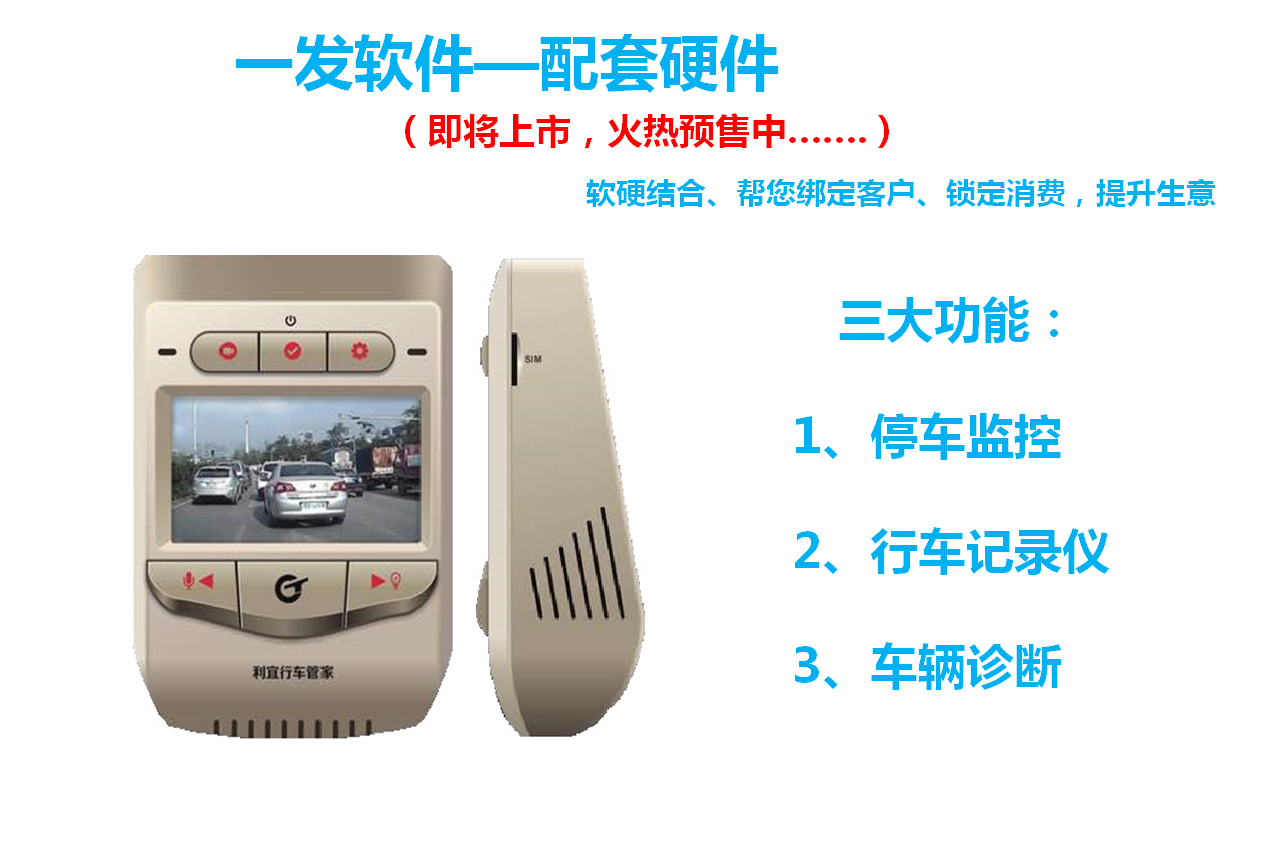 一发软件—配套硬件
（即将上市，火热预售中.......）
软硬结合、帮您绑定客户、锁定消费，提升生意
三大功能：
SIM
1、停车监控
2、行车记录仪
3、车辆诊断
利宜行车管家